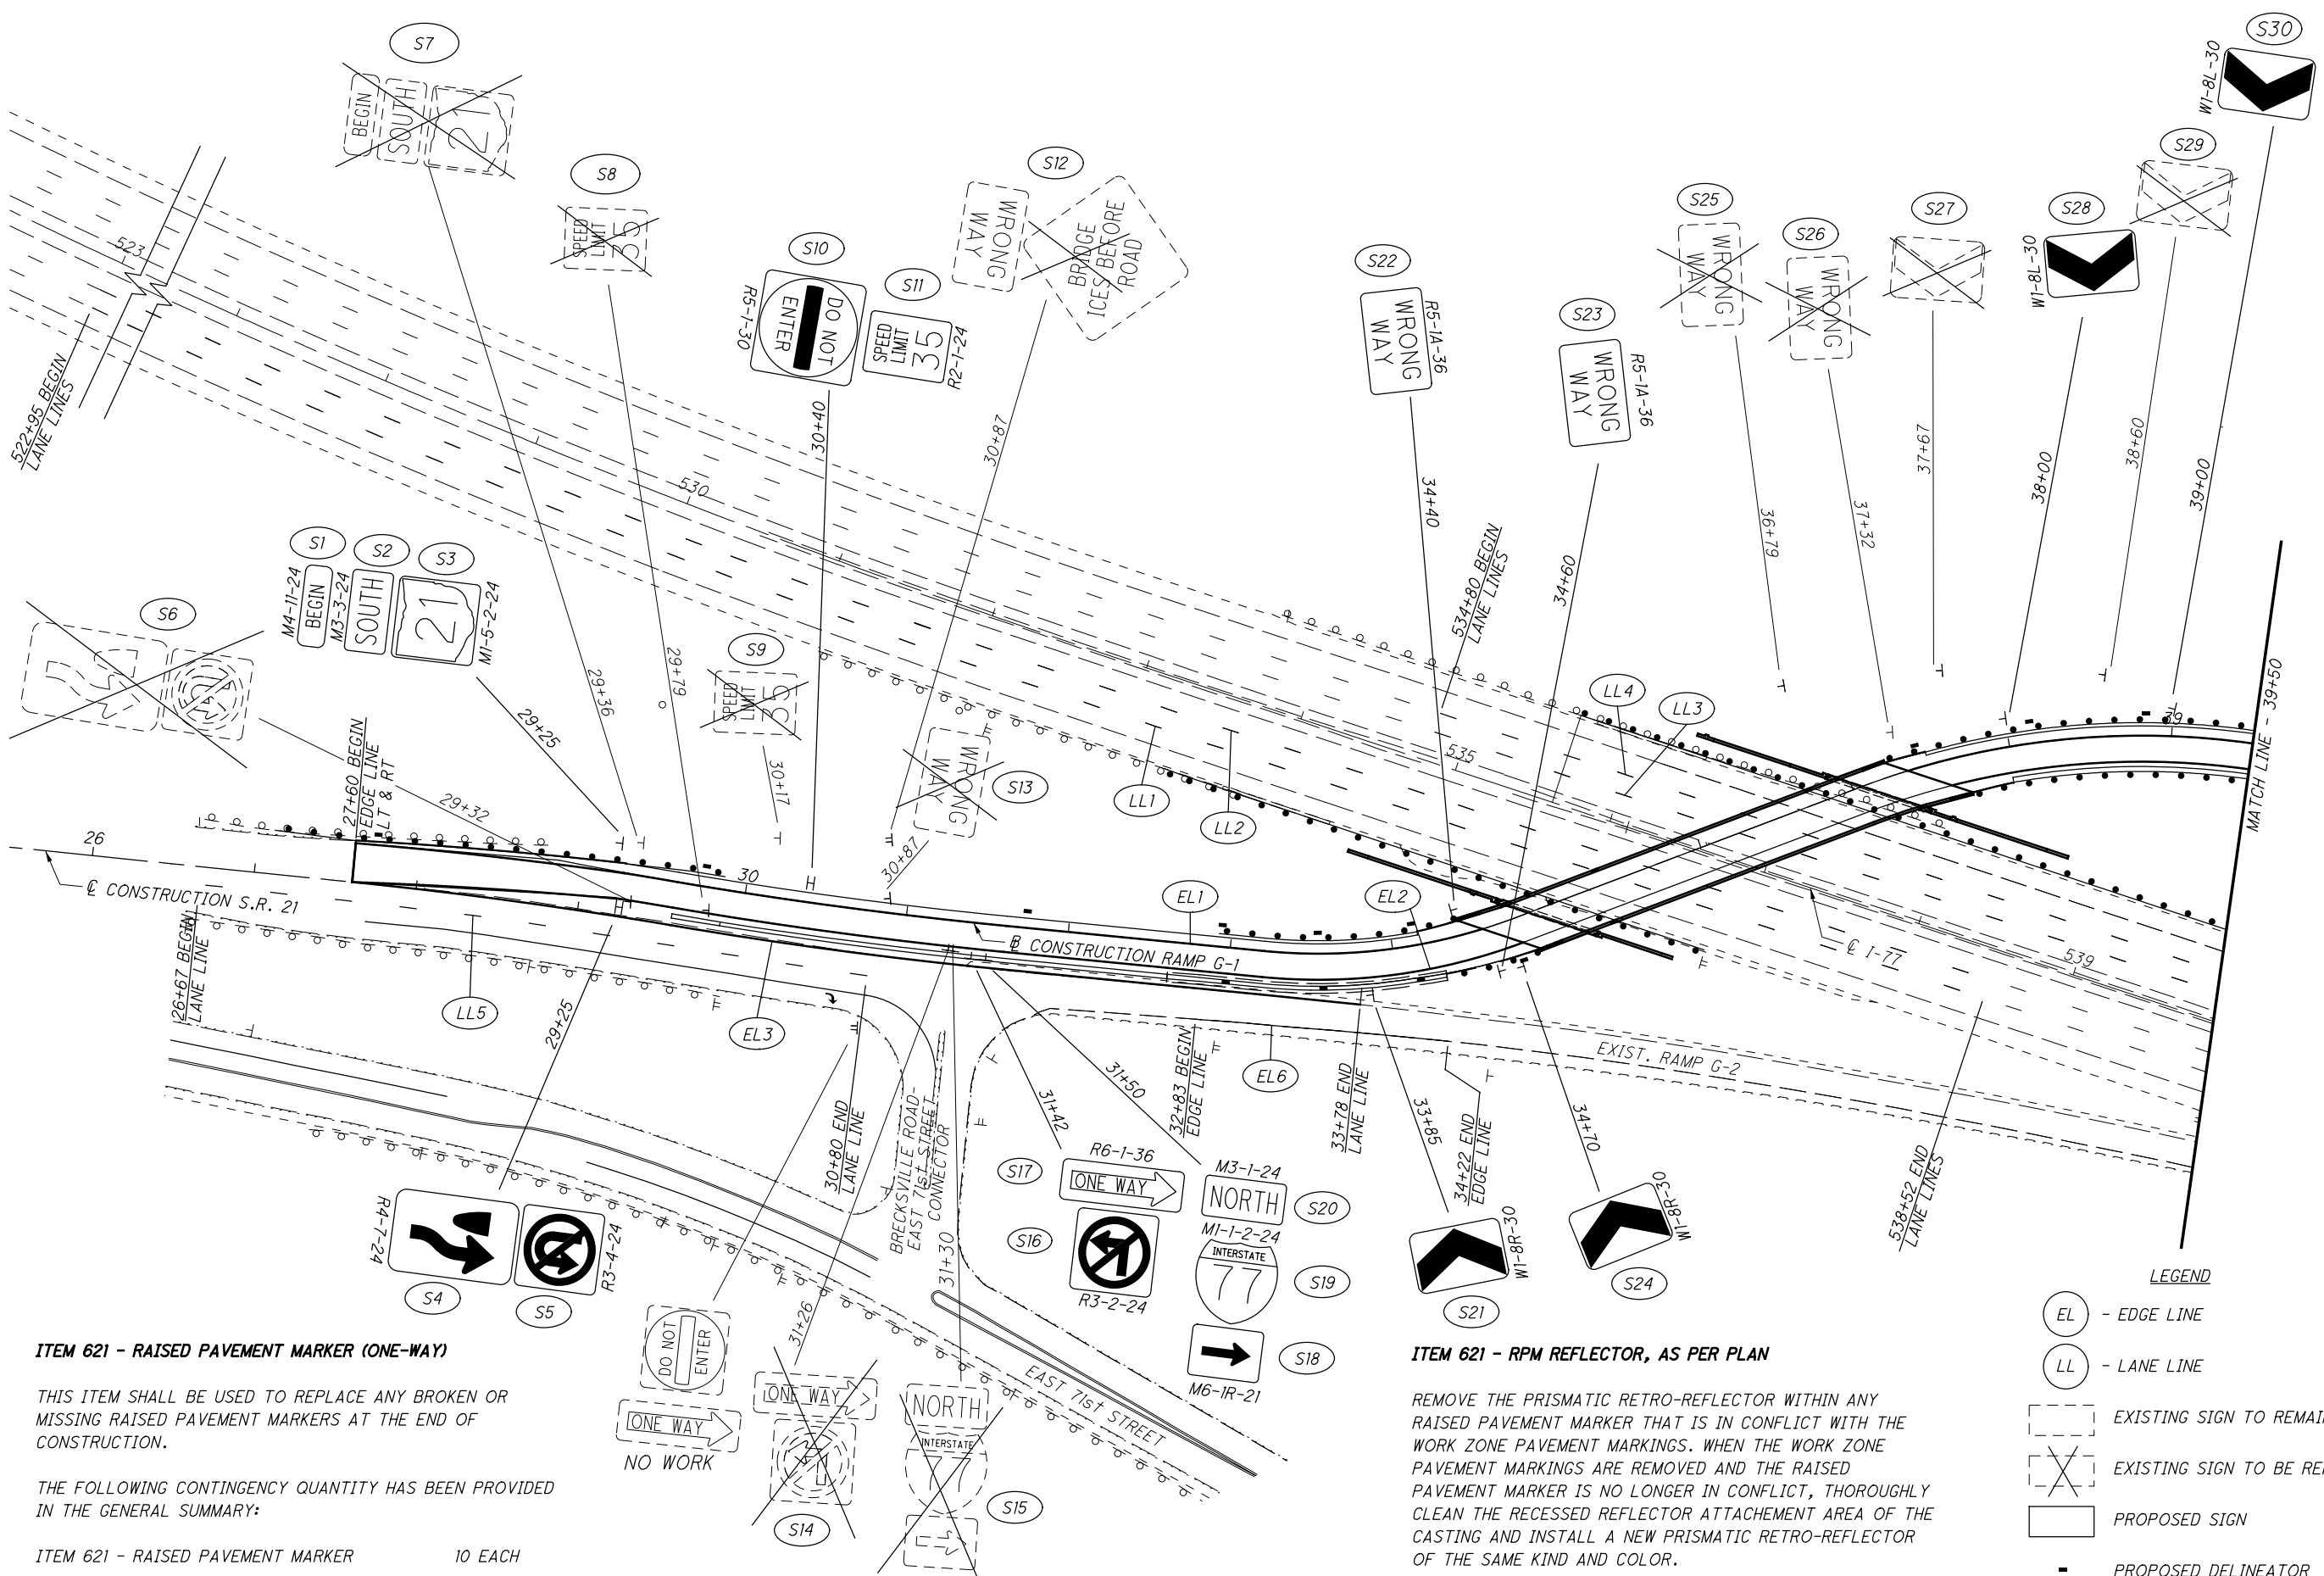 S7
BEGIN
SOUTH
21
S8
SPEED
LIMIT
35
S10
R5-1-30
DO NOT
ENTER
S11
SPEED
LIMIT
35
R2-1-24
S12
WRONG
WAY
BRIDGE
ICES BEFORE
ROAD
S22
WRONG
WAY
R5-1A-36
S23
WRONG
WAY
R5-1A-36
S25
WRONG
WAY
S26
WRONG
WAY
S27
S28
W1-8L-30
S29
S30
W1-8L-30
523
522+95 BEGIN
LANE LINES
530
30+40
30+87
34+40
534+80 BEGIN
LANE LINES
34+60
36+79
37+32
37+67
38+00
38+60
39+00
S1
S2
S3
M4-11-24
BEGIN
M3-3-24
SOUTH
21
M1-5-2-24
S6
29+25
29+36
29+79
S9
SPEED
LIMIT
35
30+17
S13
WRONG
WAY
30+87
LL1
LL2
LL4
LL3
535
39
MATCH LINE - 39+50
26
27+60 BEGIN
EDGE LINE
LT & RT
29+32
30
℄ CONSTRUCTION S.R. 21
26+67 BEGIN
LANE LINE
LL5
29+25
EL3
EL1
EL2
CONSTRUCTION RAMP G-1
℄ I-77
539
30+80 END
LANE LINE
BRECKSVILLE ROAD-
EAST 71st STREET
CONNECTOR
31+26
31+30
31+42
31+50
32+83 BEGIN
EDGE LINE
EL6
33+78 END
LANE LINE
33+85
34+22 END
EDGE LINE
34+70
EXIST. RAMP G-2
538+52 END
LANE LINES
R4-7-24
S4
R3-4-24
S5
S17
R6-1-36
ONE WAY
S16
R3-2-24
M3-1-24
NORTH
S20
M1-1-2-24
INTERSTATE
77
S19
S18
M6-1R-21
S21
W1-8R-30
S24
W1-8R-30
DO NOT
ENTER
ONE WAY
NO WORK
ONE WAY
S14
NORTH
INTERSTATE
77
S15
EAST 71st STREET
ITEM 621 - RAISED PAVEMENT MARKER (ONE-WAY)
THIS ITEM SHALL BE USED TO REPLACE ANY BROKEN OR
MISSING RAISED PAVEMENT MARKERS AT THE END OF
CONSTRUCTION.
THE FOLLOWING CONTINGENCY QUANTITY HAS BEEN PROVIDED
IN THE GENERAL SUMMARY:
ITEM 621 - RAISED PAVEMENT MARKER 10 EACH
ITEM 621 - RPM REFLECTOR, AS PER PLAN
REMOVE THE PRISMATIC RETRO-REFLECTOR WITHIN ANY
RAISED PAVEMENT MARKER THAT IS IN CONFLICT WITH THE
WORK ZONE PAVEMENT MARKINGS. WHEN THE WORK ZONE
PAVEMENT MARKINGS ARE REMOVED AND THE RAISED
PAVEMENT MARKER IS NO LONGER IN CONFLICT, THOROUGHLY
CLEAN THE RECESSED REFLECTOR ATTACHEMENT AREA OF THE
CASTING AND INSTALL A NEW PRISMATIC RETRO-REFLECTOR
OF THE SAME KIND AND COLOR.
LEGEND
EL - EDGE LINE
LL - LANE LINE
EXISTING SIGN TO
EXISTING SIGN TO BE
PROPOSED SIGN
PROPOSED DELINEATOR